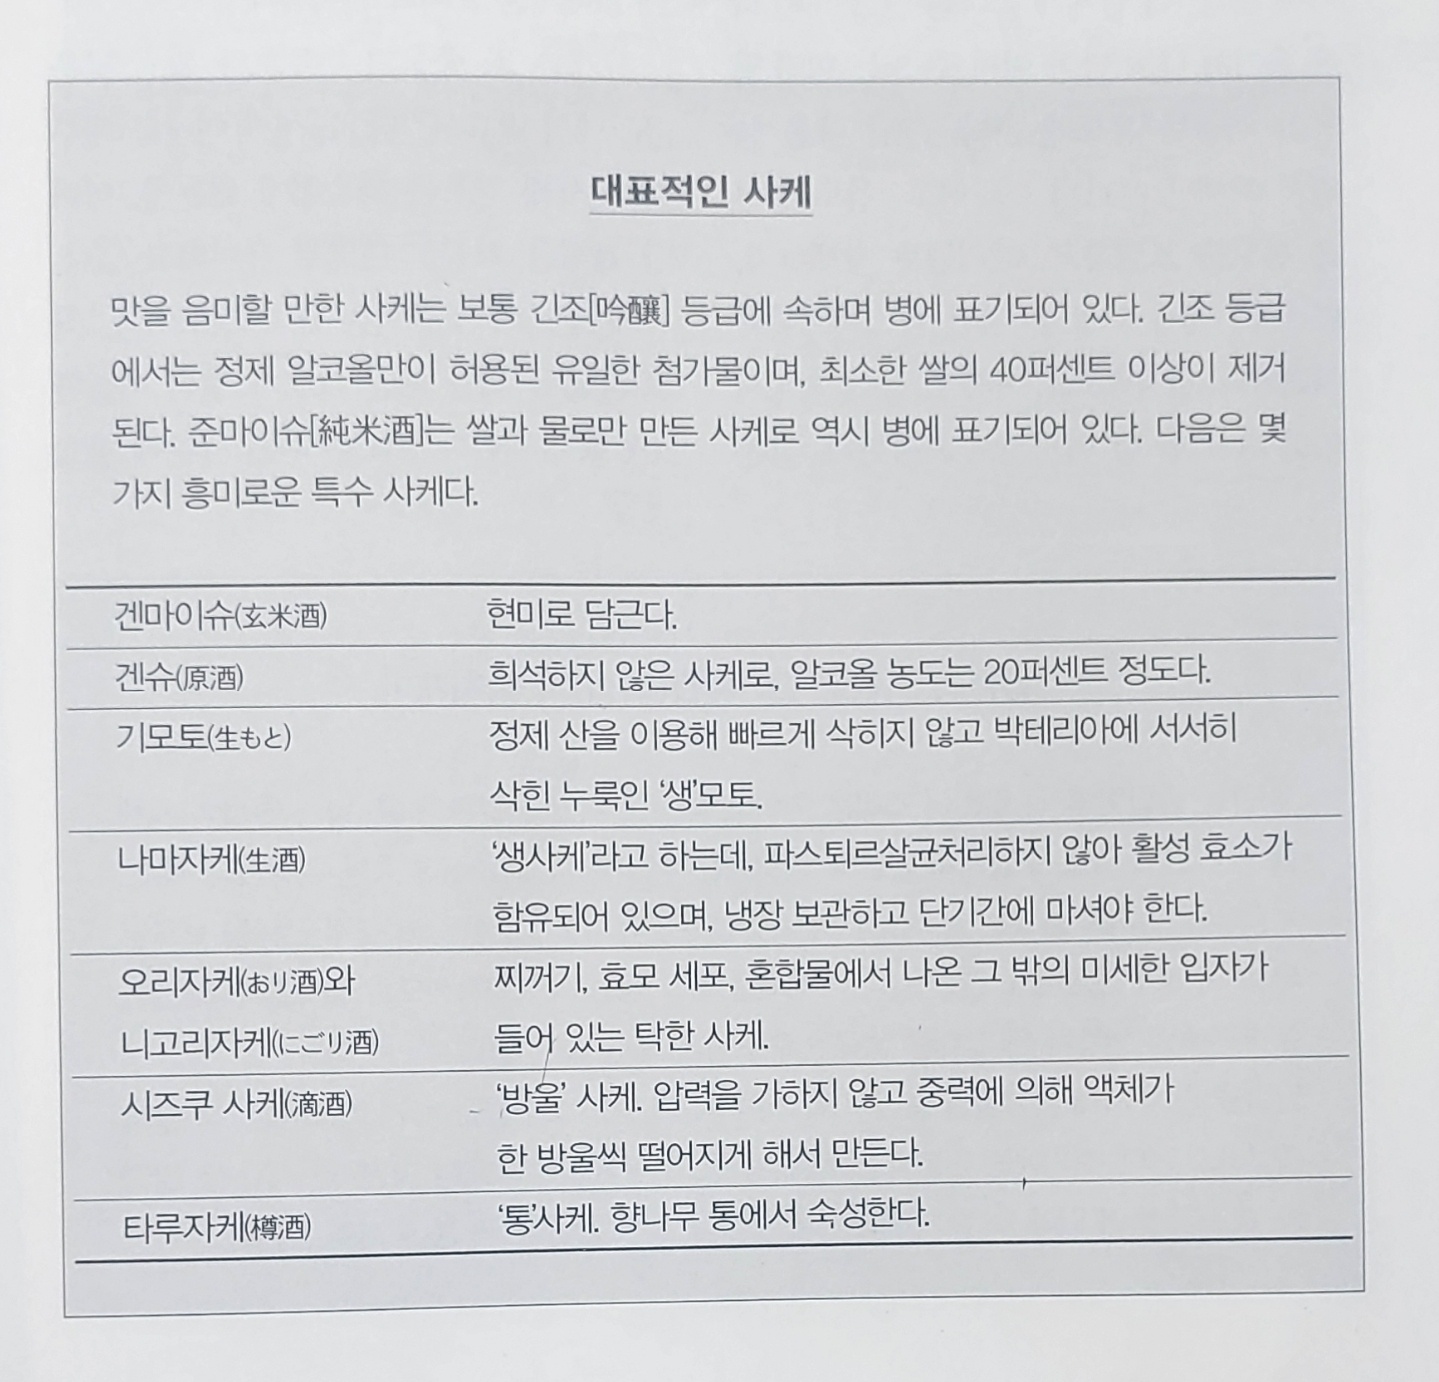 대표적인 사케
맛을 음미할 만한 사케는 보통 긴조[吟釀] 등급에 속하며 병에 표기되어 있다. 긴조 등급
에서는 정제 알코올만이 허용된 유일한 첨가물이며, 최소한 쌀의 40퍼센트 이상이 제거
된다. 준마이슈[純米酒]는 쌀과 물로만 만든 사케로 역시 병에 표기되어 있다. 다음은 몇
가지 흥미로운 특수 사케다.
겐마이슈(玄米酒) 현미로 담근다.
겐슈(原酒) 희석하지 않은 사케로, 알코올 농도는 20퍼센트 정도다.
기모토(生もと) 정제 산을 이용해 빠르게 삭히지 않고 박테리아에 서서히
삭힌 누룩인 ‘생’모토.
나마자케(生酒) ‘생사케’라고 하는데, 파스퇴르살균처리하지 않아 활성 효소가
함유되어 있으며, 냉장 보관하고 단기간에 마셔야 한다.
오리자케(おり酒)와 찌꺼기, 효모 세포, 혼합물에서 나온 그 밖의 미세한 입자가
니고리자케(にごり酒) 들어 있는 탁한 사케.
시즈쿠 사케(滴酒) ‘방울’ 사케. 압력을 가하지 않고 중력에 의해 액체가
한 방울씩 떨어지게 해서 만든다.
타루자케(樽酒) ‘통’사케. 향나무 통에서 숙성한다.